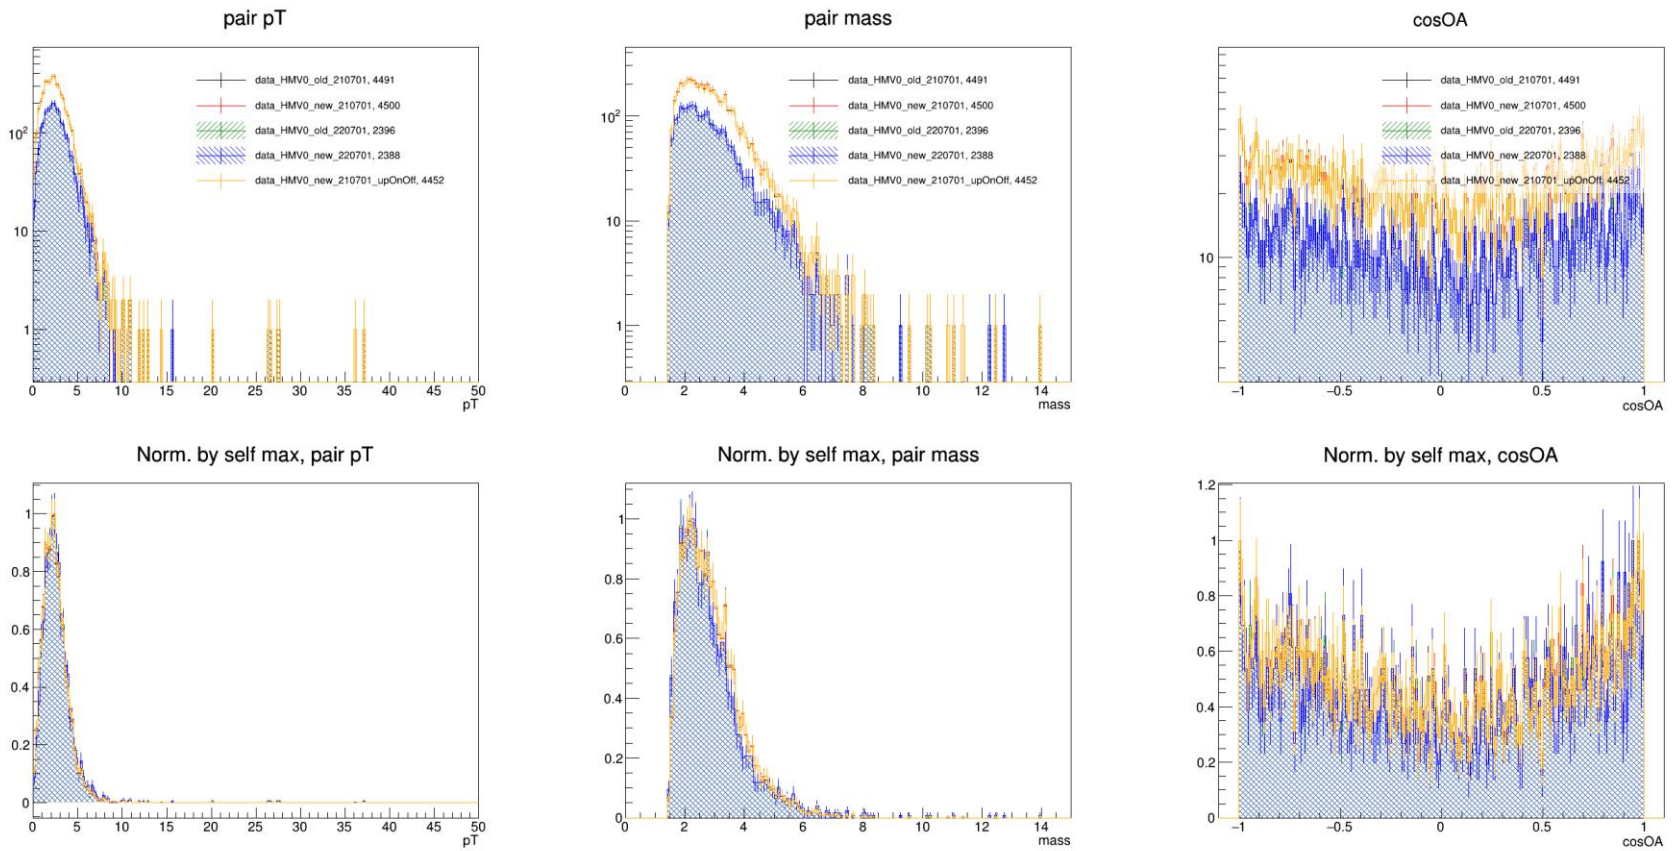 pair pT
data_HMV0_old_210701, 4491
data_HMV0_new_210701, 4500
data_HMV0_old_220701, 2396
data_HMV0_new_220701, 2388
data_HMV0_new_210701_upOnOff, 4452
10²
10
1
0 5 10 15 20 25 30 35 40 45 50
pT
pair mass
data_HMV0_old_210701, 4491
data_HMV0_new_210701, 4500
data_HMV0_old_220701, 2396
data_HMV0_new_220701, 2388
data_HMV0_new_210701_upOnOff, 4452
10²
10
1
0 2 4 6 8 10 12 14
mass
cosOA
data_HMV0_old_210701, 4491
data_HMV0_new_210701, 4500
data_HMV0_old_220701, 2396
data_HMV0_new_220701, 2388
data_HMV0_new_210701_upOnOff, 4452
10
−1 −0.5 0 0.5 1
cosOA
Norm. by self max, pair pT
1
0.8
0.6
0.4
0.2
0
0 5 10 15 20 25 30 35 40 45 50
pT
Norm. by self max, pair mass
1
0.8
0.6
0.4
0.2
0
0 2 4 6 8 10 12 14
mass
Norm. by self max, cosOA
1.2
1
0.8
0.6
0.4
0.2
0
−1 −0.5 0 0.5 1
cosOA